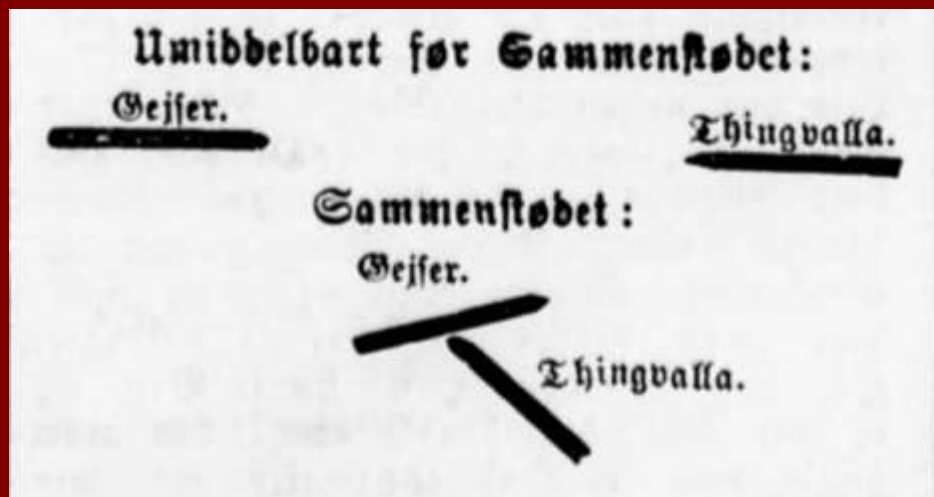 Umiddelbart før Sammenstødet:
Gejser.
Thingvalla.
Sammenstødet:
Gejser.
Thingvalla.